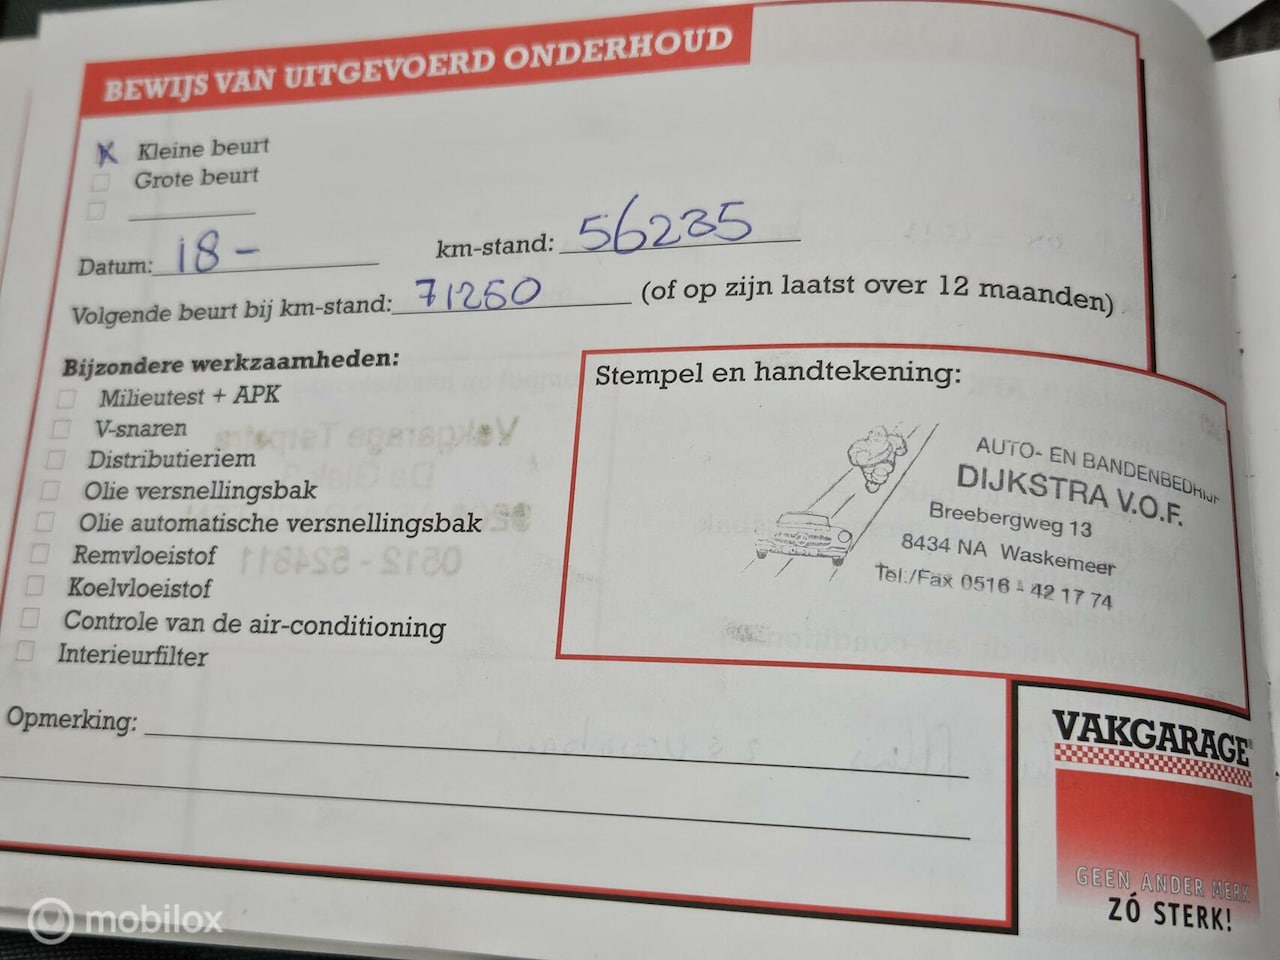 BEWIJS VAN UITGEVOERD ONDERHOUD
X Kleine beurt
Grote beurt
Datum: 18 - km-stand: 56235
Volgende beurt bij km-stand: 71250 (of op zijn laatst over 12 maanden)
Bijzondere werkzaamheden:
Milieutest + APK
V-snaren
Distributieriem
Olie versnellingsbak
Olie automatische versnellingsbak
Remvloeistof
Koelvloeistof
Controle van de air-conditioning
Interieurfilter
Stempel en handtekening:
AUTO- EN BANDENBEDRIJF
DIJKSTRA V.O.F.
Breebergweg 13
8434 NA Waskemeer
Tel./Fax 0516 - 42 17 74
Opmerking:
VAKGARAGE®
GEEN ANDER MERK
ZÓ STERK!
mobilox